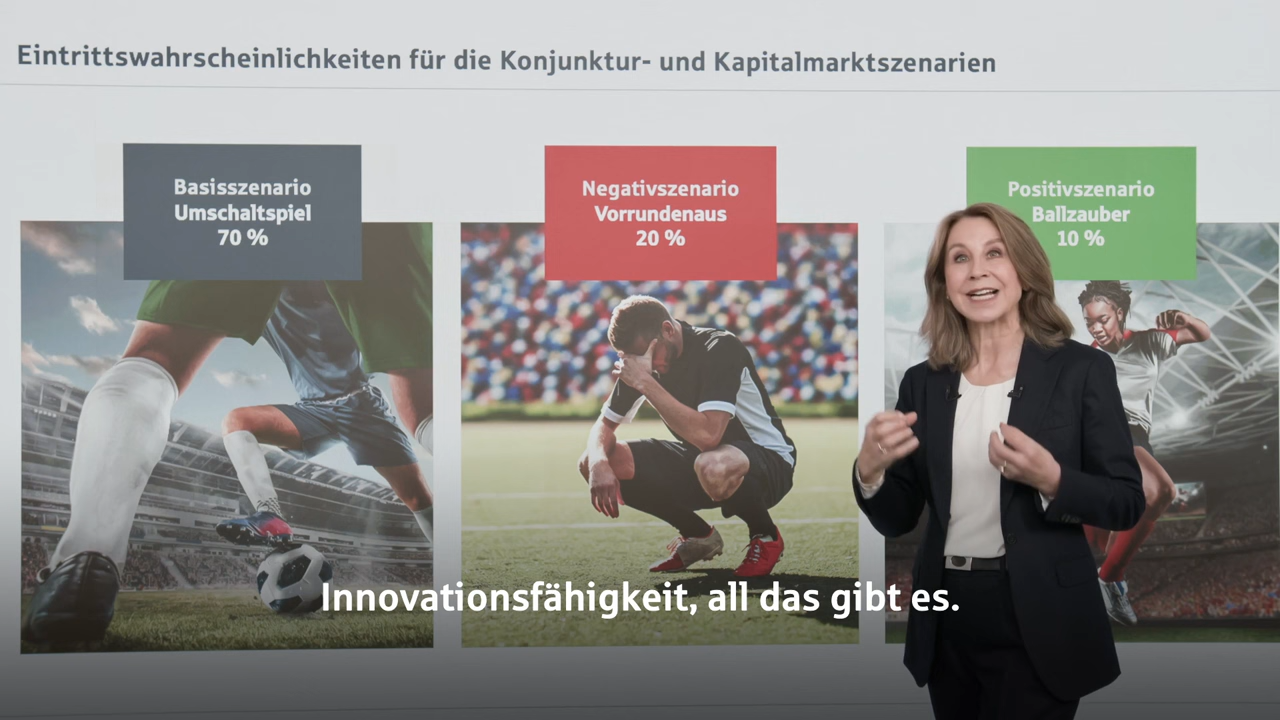 Eintrittswahrscheinlichkeiten für die Konjunktur- und Kapitalmarktszenarien
Basisszenario
Umschaltspiel
70 %
Negativszenario
Vorrundenaus
20 %
Positivszenario
Ballzauber
10 %
Innovationsfähigkeit, all das gibt es.